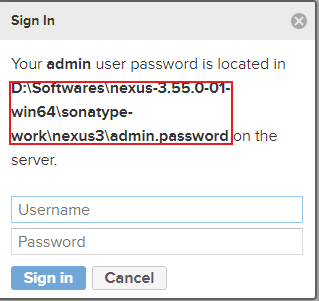 Sign In
Your admin user password is located in
D:\Softwares\nexus-3.55.0-01-
win64\sonatype-
work\nexus3\admin.password on the
server.
Username
Password
Sign in Cancel